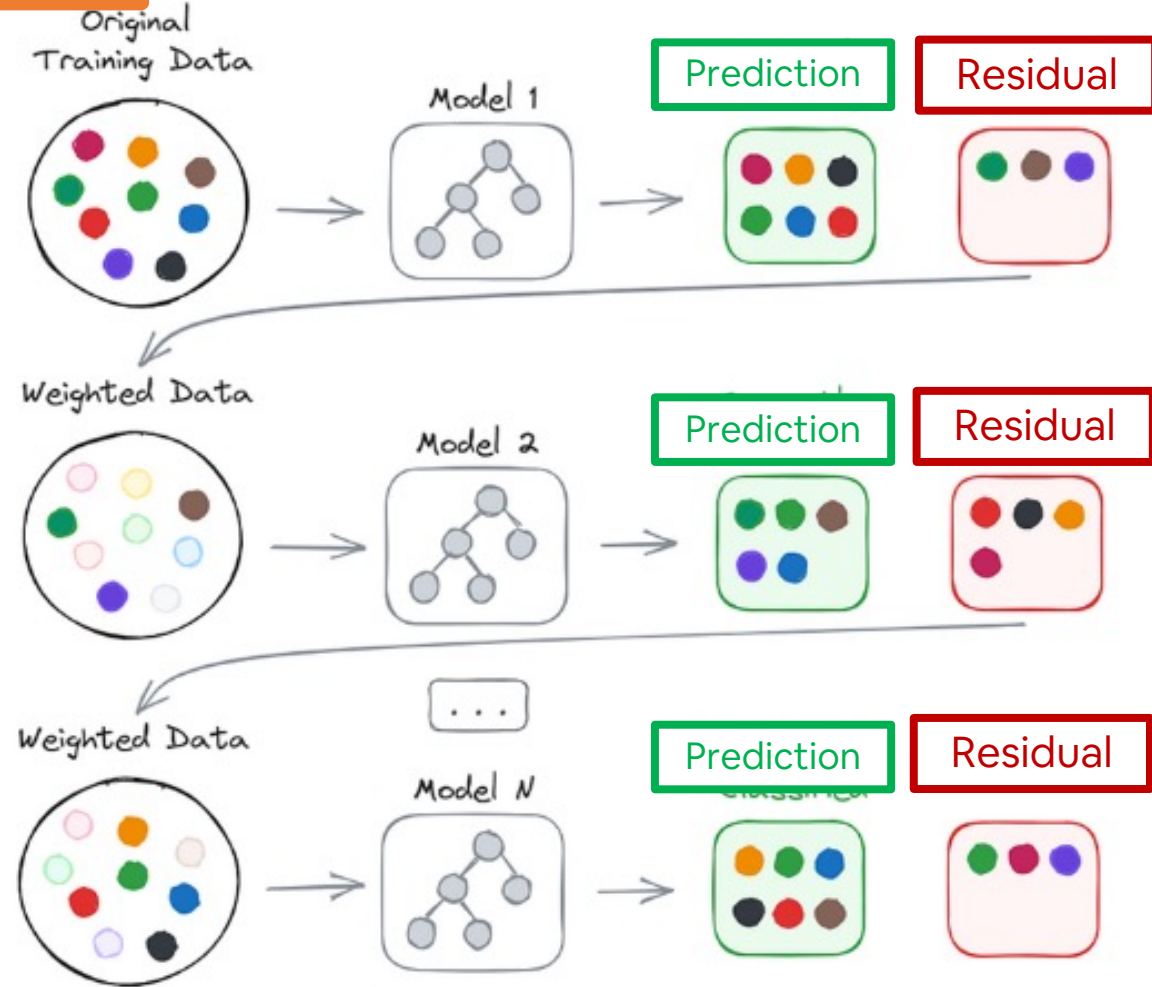 Original
Training Data
Model 1
Prediction
Residual
Weighted Data
Model 2
Prediction
Residual
...
Weighted Data
Model N
Prediction
Residual